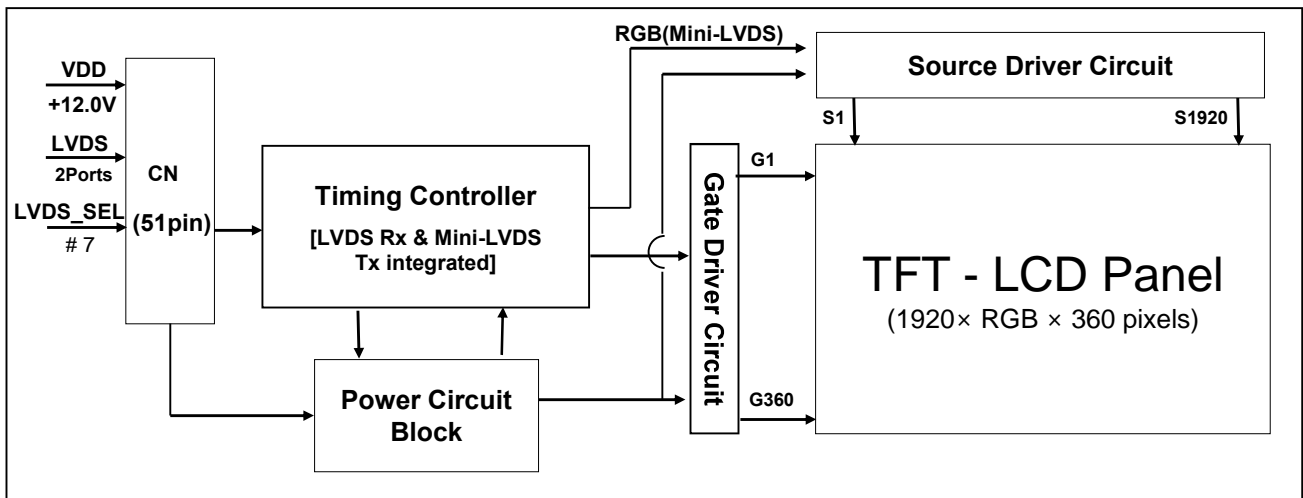 RGB(Mini-LVDS)
Source Driver Circuit
VDD
+12.0V
LVDS
2Ports
LVDS_SEL
# 7
CN
(51pin)
Timing Controller
[LVDS Rx & Mini-LVDS
Tx integrated]
Power Circuit
Block
Gate Driver Circuit
S1
S1920
G1
G360
TFT - LCD Panel
(1920× RGB × 360 pixels)